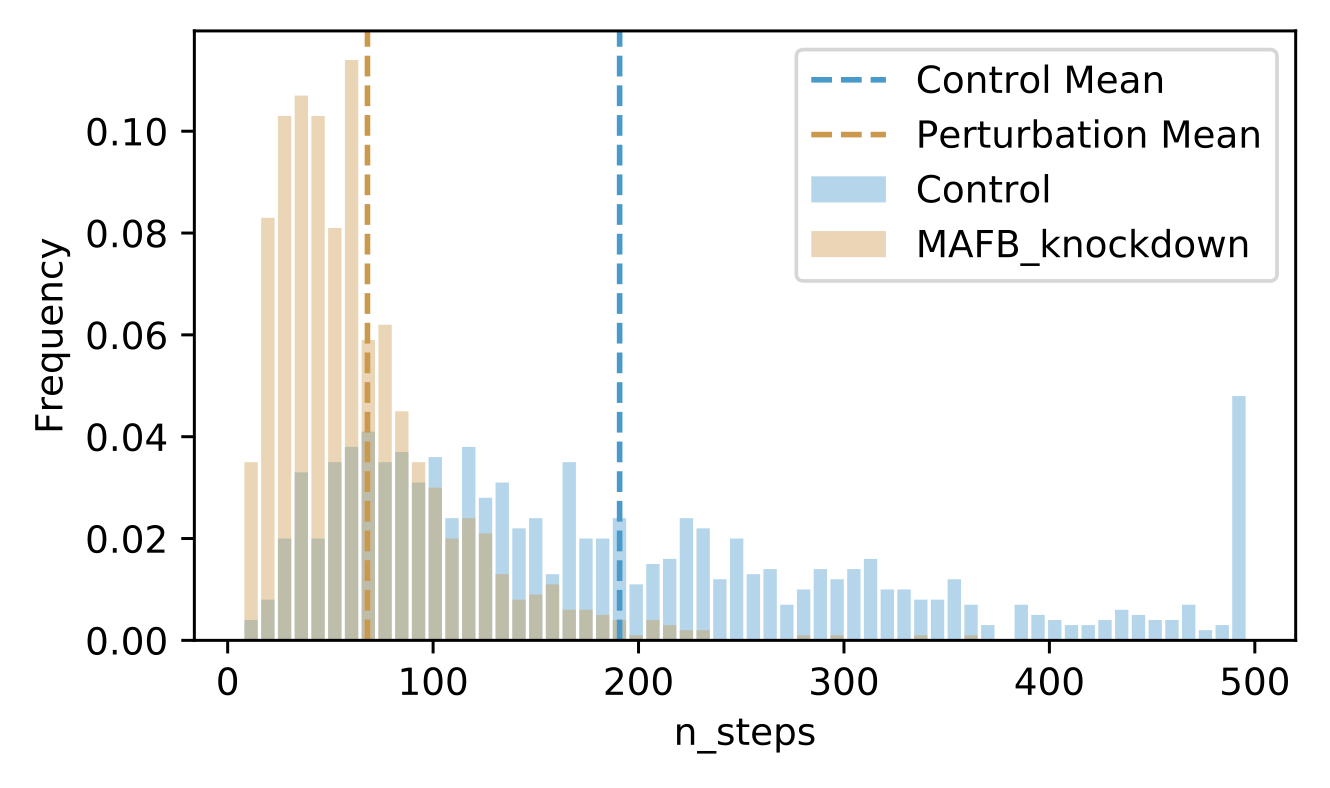 Control Mean
Perturbation Mean
Control
MAFB_knockdown
Frequency
0.10
0.08
0.06
0.04
0.02
0.00
0 100 200 300 400 500
n_steps